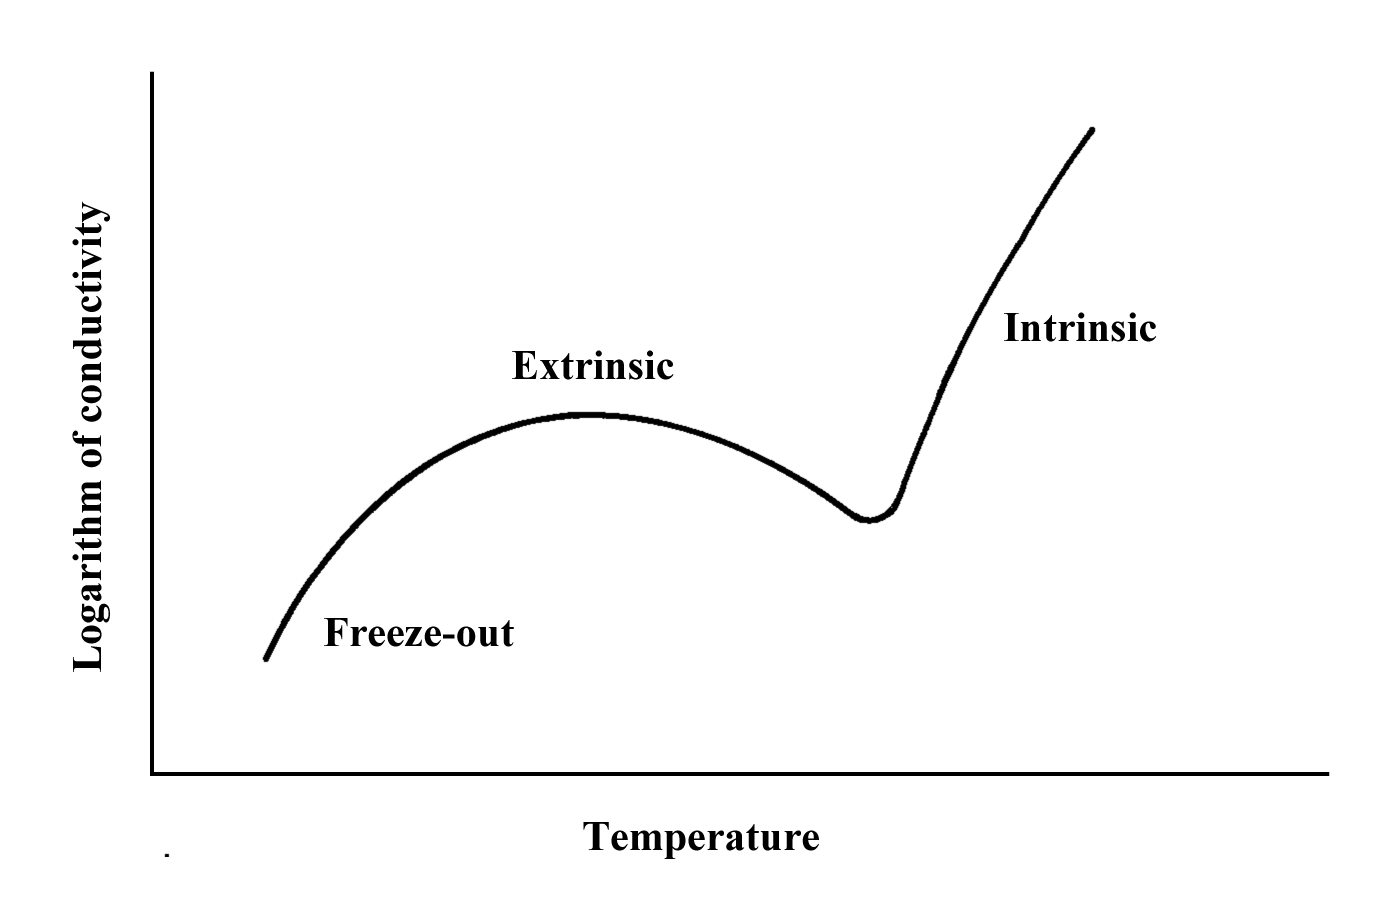 Logarithm of conductivity
Extrinsic
Intrinsic
Freeze-out
Temperature